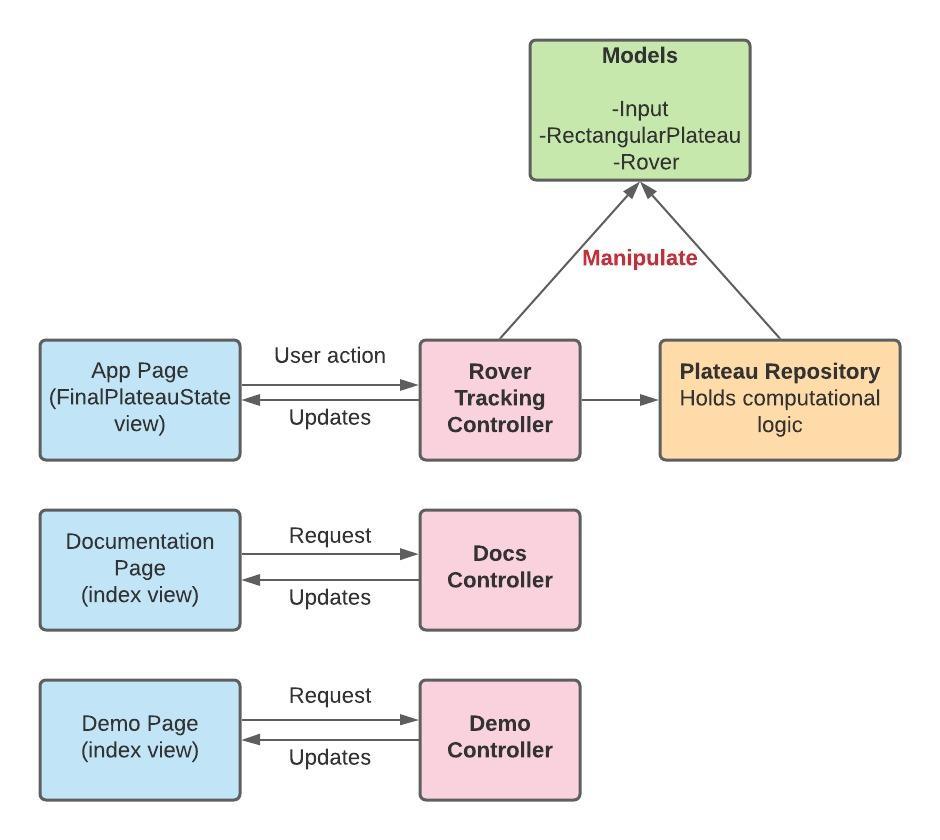 Models
-Input
-RectangularPlateau
-Rover
Manipulate
App Page
(FinalPlateauState
view)
User action
Updates
Rover
Tracking
Controller
Plateau Repository
Holds computational
logic
Documentation
Page
(index view)
Request
Updates
Docs
Controller
Demo Page
(index view)
Request
Updates
Demo
Controller